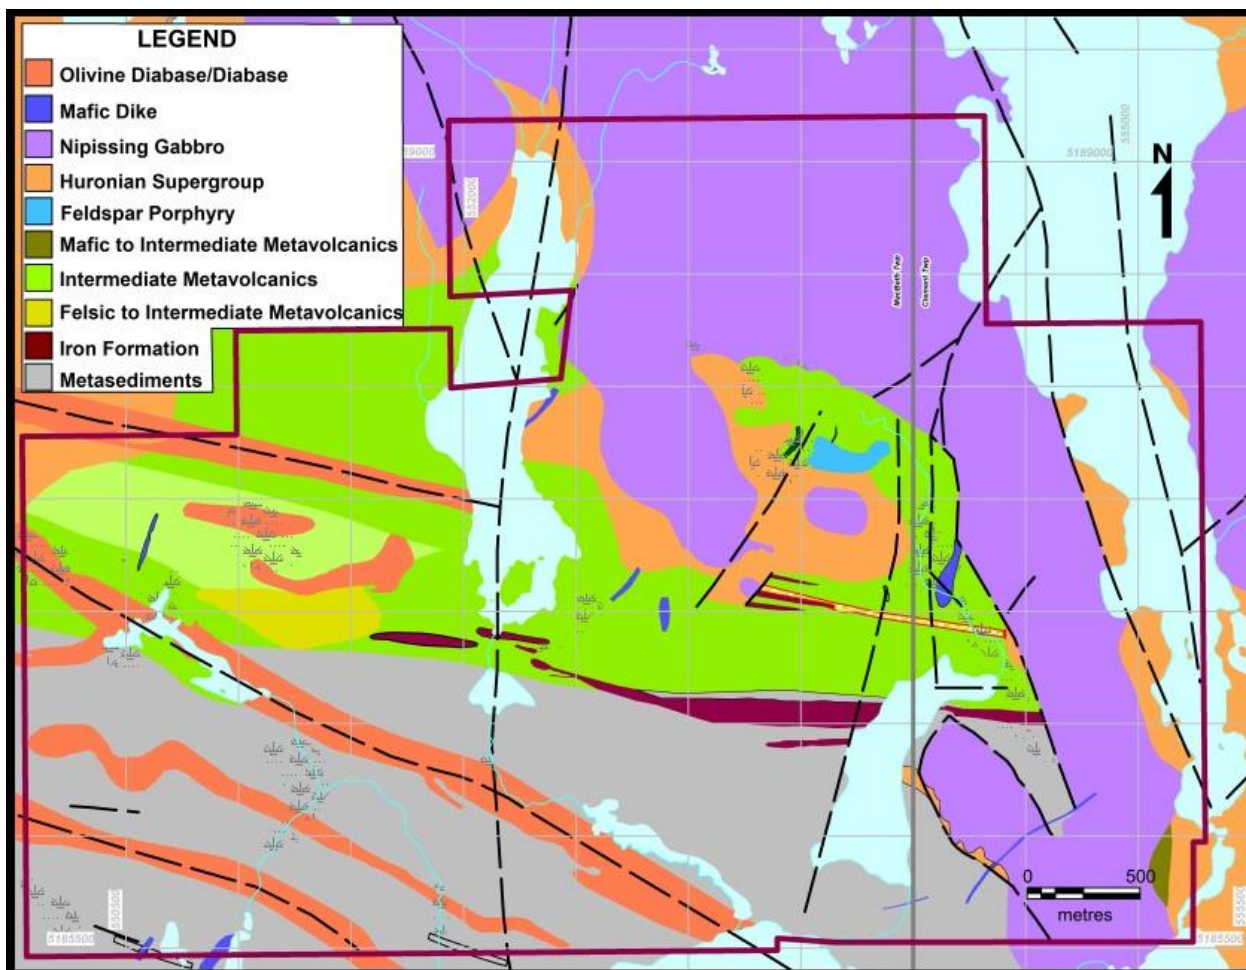 LEGEND
Olivine Diabase/Diabase
Mafic Dike
Nipissing Gabbro
Huronian Supergroup
Feldspar Porphyry
Mafic to Intermediate Metavolcanics
Intermediate Metavolcanics
Felsic to Intermediate Metavolcanics
Iron Formation
Metasediments
555000
5189000
N
552000
MacBeth Twp
Clement Twp
0 500
metres
550500
5185500
555500
5185500